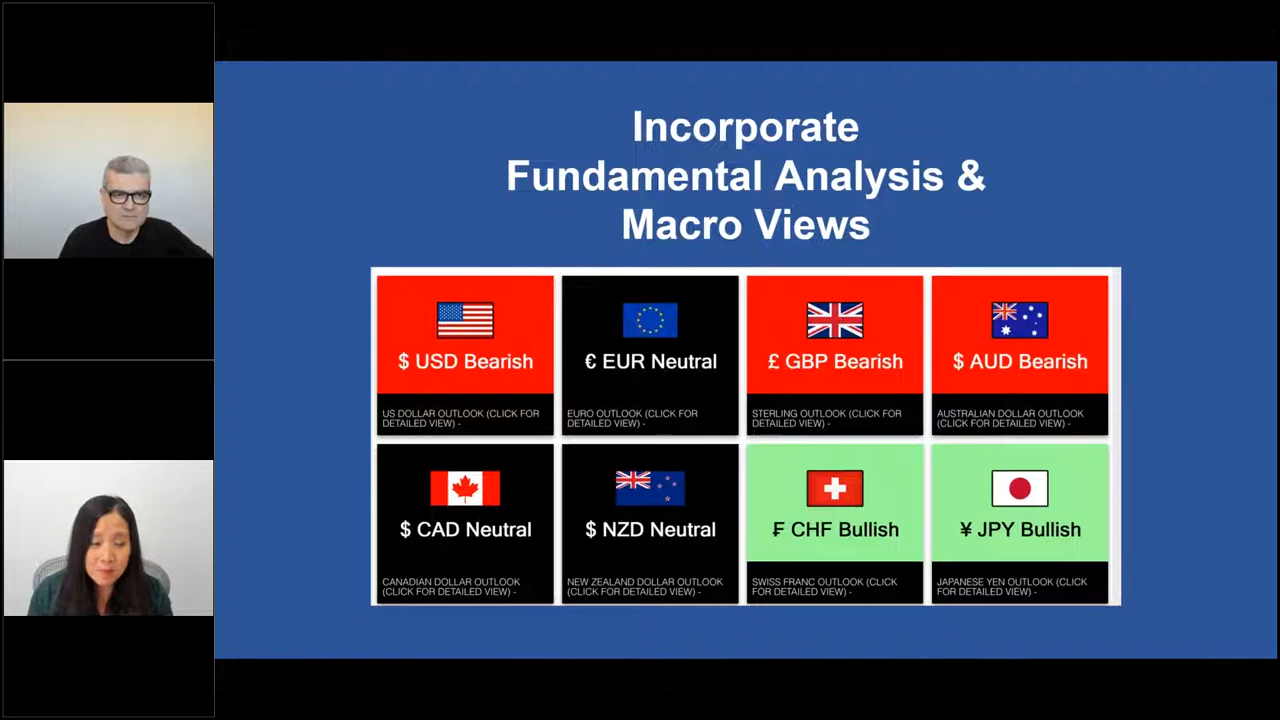 Incorporate
Fundamental Analysis &
Macro Views
$ USD Bearish
US DOLLAR OUTLOOK (CLICK FOR
DETAILED VIEW) -
€ EUR Neutral
EURO OUTLOOK (CLICK FOR
DETAILED VIEW) -
£ GBP Bearish
STERLING OUTLOOK (CLICK FOR
DETAILED VIEW) -
$ AUD Bearish
AUSTRALIAN DOLLAR OUTLOOK
(CLICK FOR DETAILED VIEW) -
$ CAD Neutral
CANADIAN DOLLAR OUTLOOK
(CLICK FOR DETAILED VIEW) -
$ NZD Neutral
NEW ZEALAND DOLLAR OUTLOOK
(CLICK FOR DETAILED VIEW) -
₣ CHF Bullish
SWISS FRANC OUTLOOK (CLICK
FOR DETAILED VIEW) -
¥ JPY Bullish
JAPANESE YEN OUTLOOK (CLICK
FOR DETAILED VIEW) -